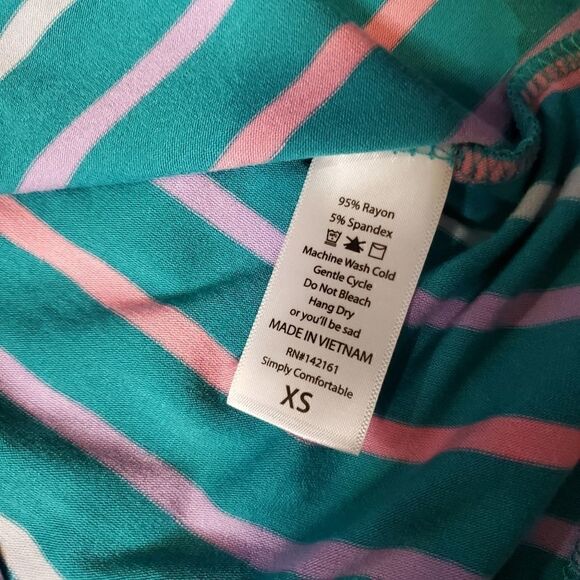 95% Rayon
5% Spandex
Machine Wash Cold
Gentle Cycle
Do Not Bleach
Hang Dry
or you'll be sad
MADE IN VIETNAM
RN#142161
Simply Comfortable
XS